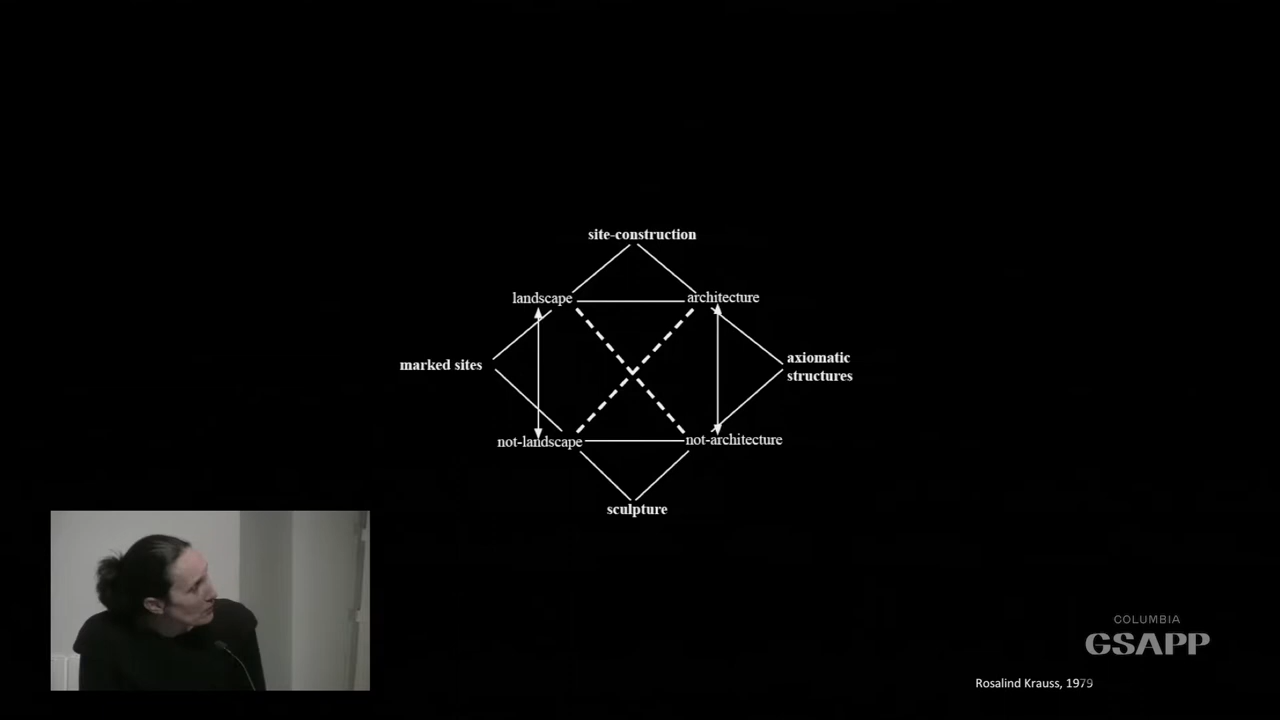 site-construction
landscape
architecture
marked sites
axiomatic
structures
not-landscape
not-architecture
sculpture
COLUMBIA
GSAPP
Rosalind Krauss, 1979